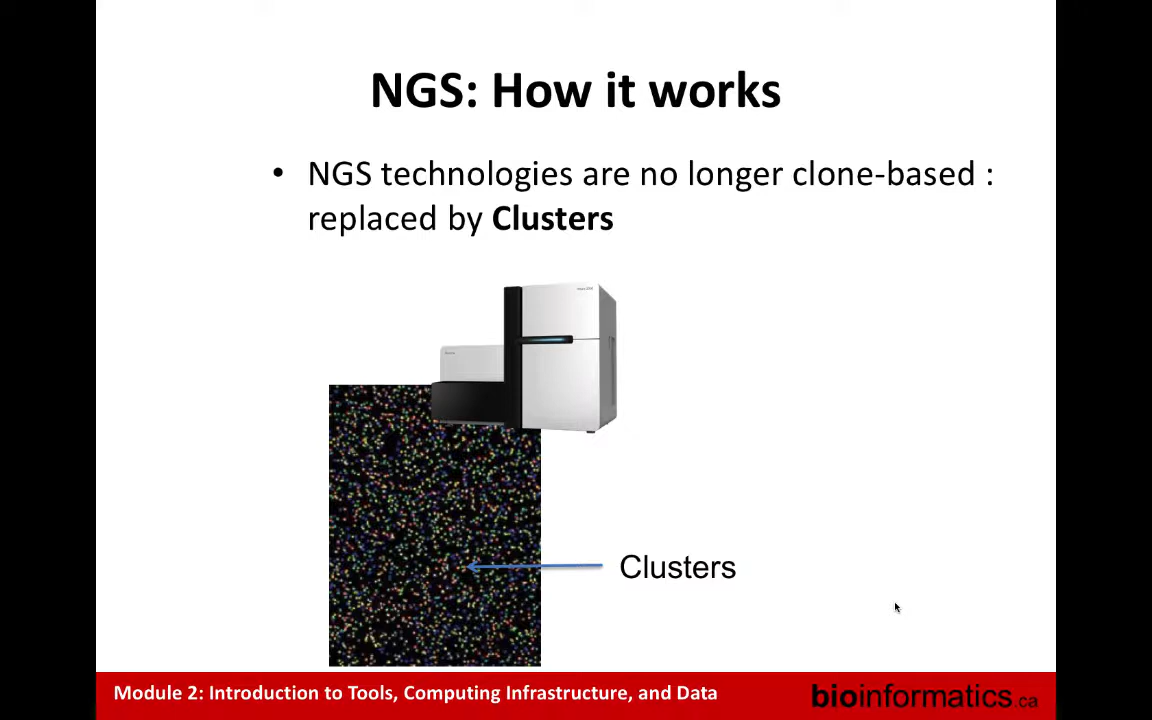 NGS: How it works
• NGS technologies are no longer clone-based :
replaced by Clusters
Clusters
Module 2: Introduction to Tools, Computing Infrastructure, and Data
bioinformatics.ca